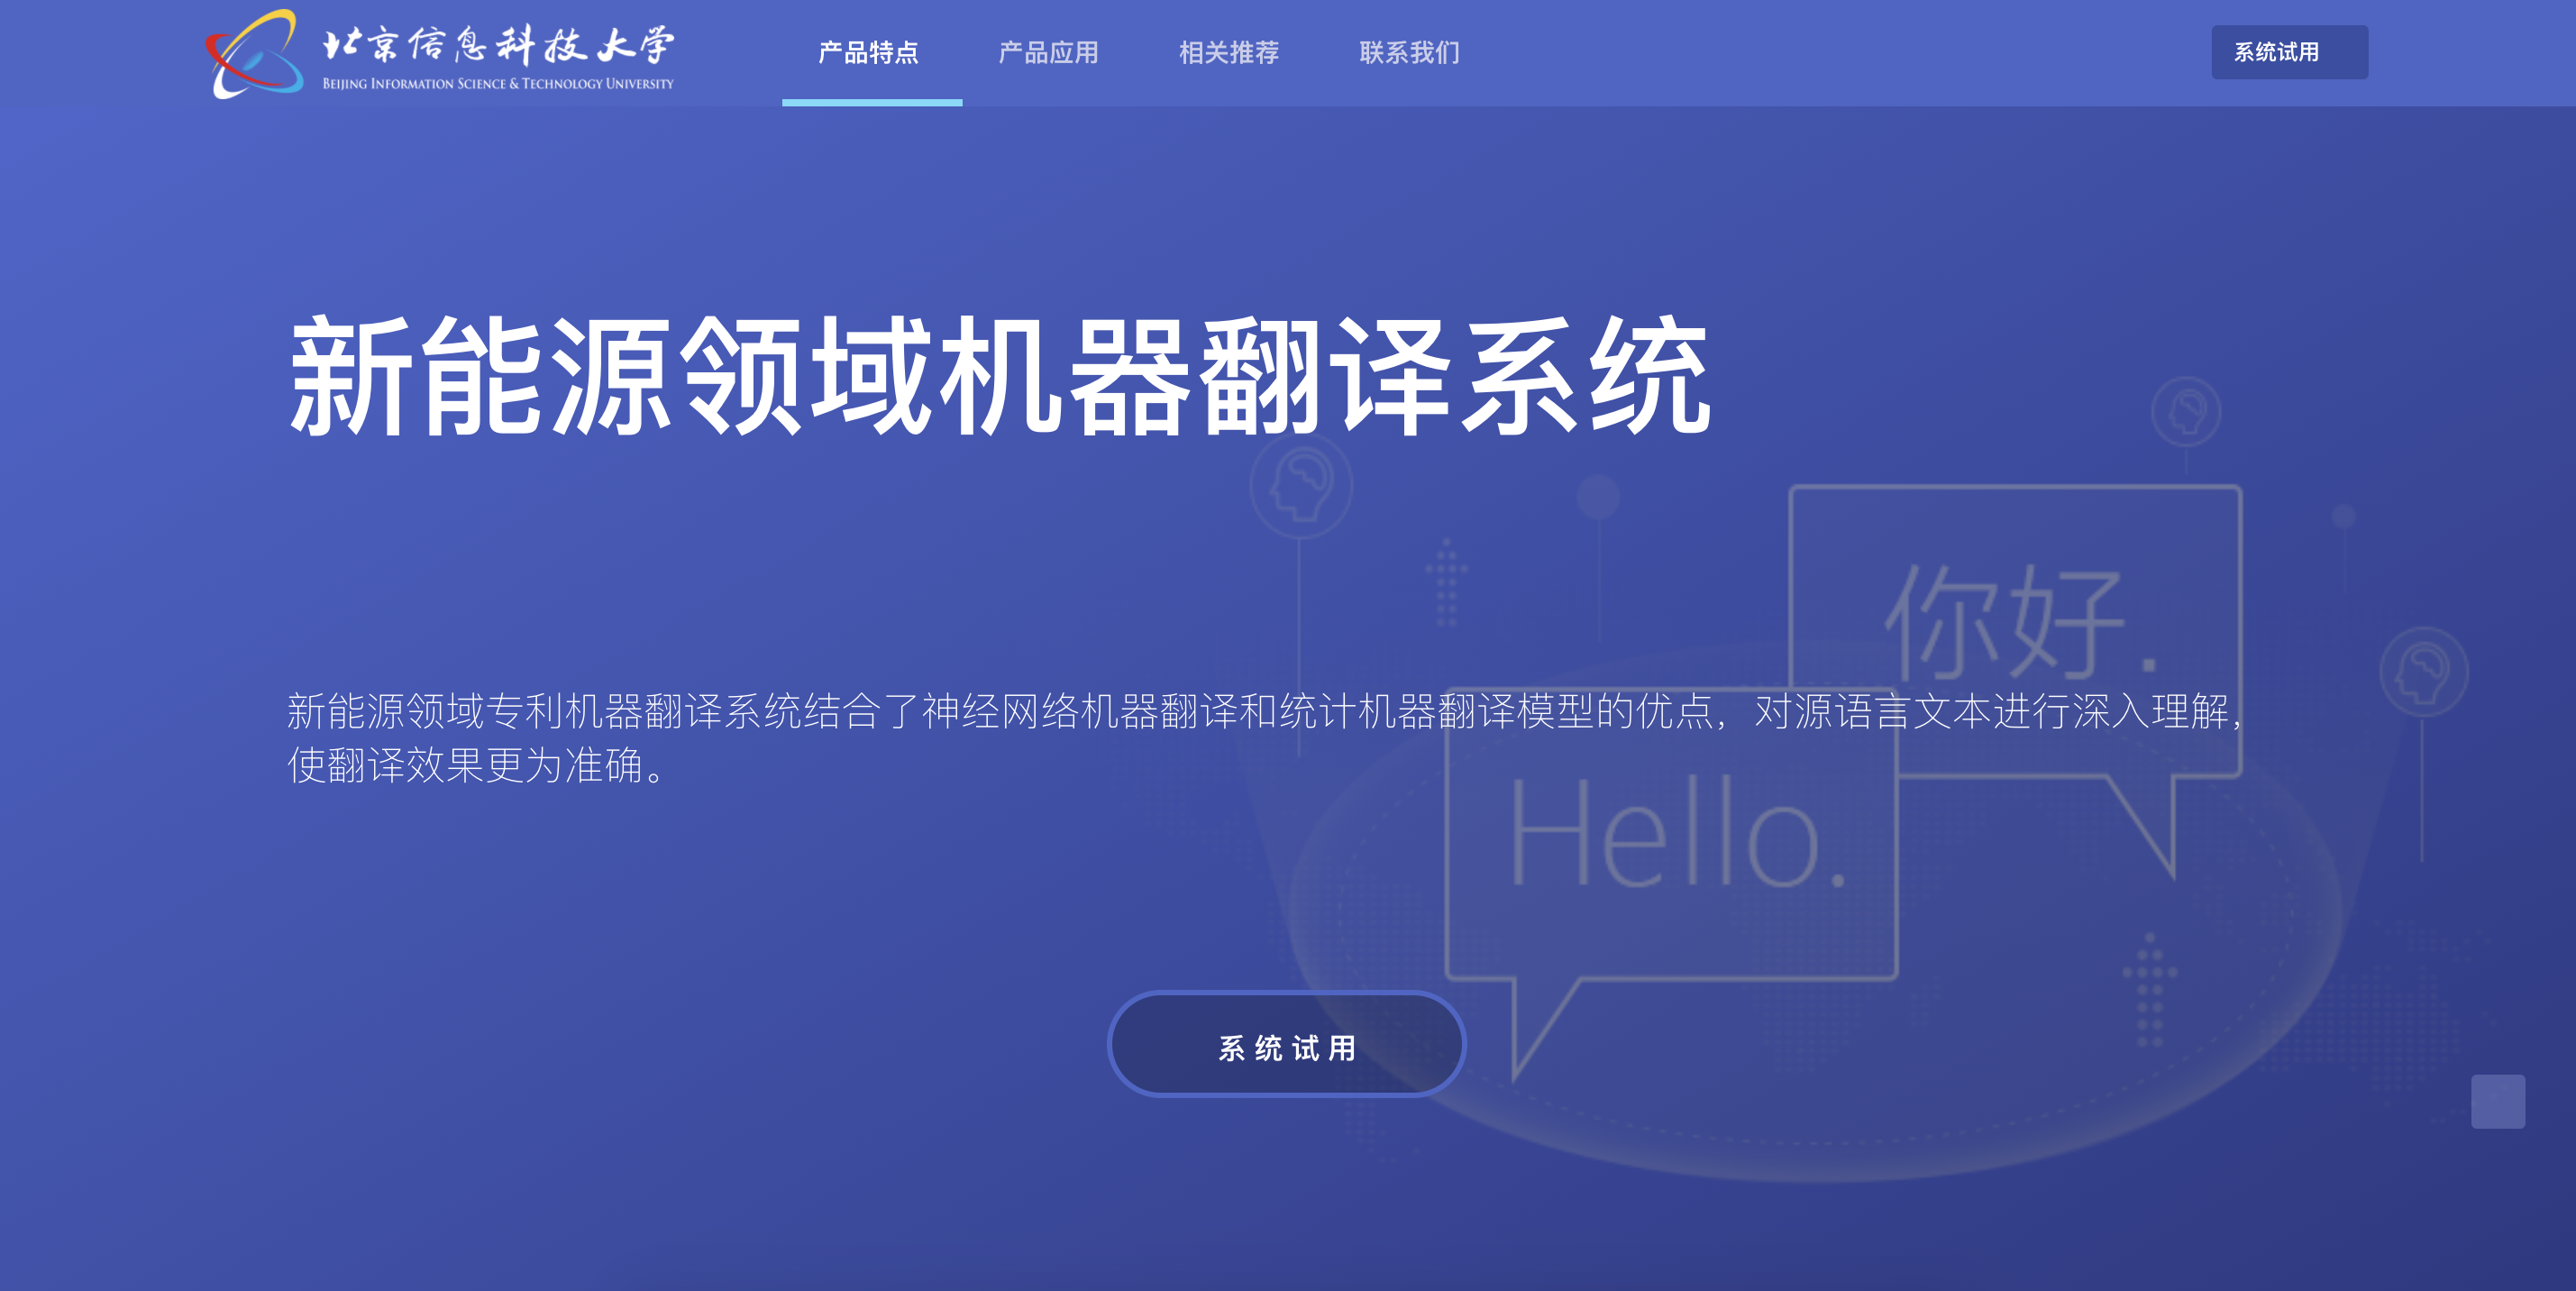 北京信息科技大学
BEIJING INFORMATION SCIENCE & TECHNOLOGY UNIVERSITY
产品特点
产品应用
相关推荐
联系我们
系统试用
新能源领域机器翻译系统
你好.
新能源领域专利机器翻译系统结合了神经网络机器翻译和统计机器翻译模型的优点，对源语言文本进行深入理解，
使翻译效果更为准确。
Hello.
系统试用